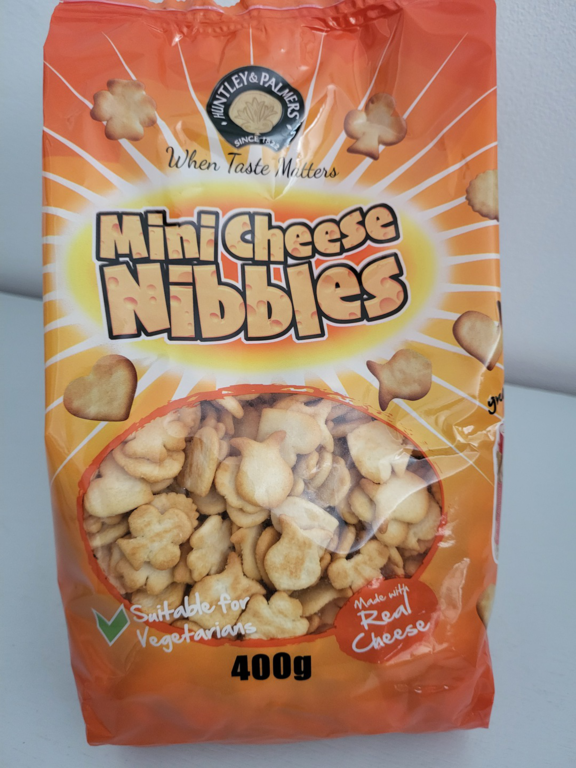 HUNTLEY & PALMERS
When Taste Matters
Mini Cheese
Nibbles
Suitable for
Vegetarians
Made with
Real
Cheese
400g